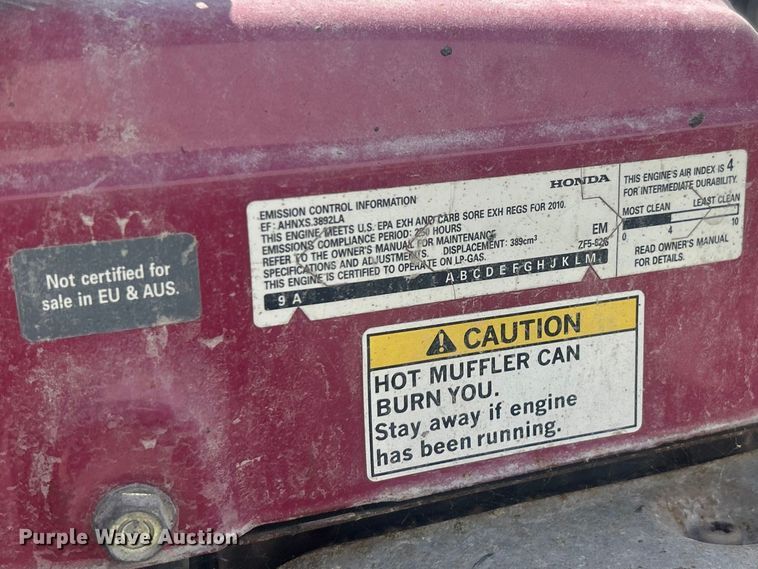 Not certified for
sale in EU & AUS.
EMISSION CONTROL INFORMATION
HONDA
EF: AHNXS.3892LA
THIS ENGINE MEETS U.S. EPA EXH AND CARB SORE EXH REGS FOR 2010.
EMISSIONS COMPLIANCE PERIOD: 250 HOURS
EM
REFER TO THE OWNER'S MANUAL FOR MAINTENANCE
SPECIFICATIONS AND ADJUSTMENTS. DISPLACEMENT: 389cm³
ZF5-826
THIS ENGINE IS CERTIFIED TO OPERATE ON LP-GAS.
9 A A B C D E F G H J K L M
THIS ENGINE'S AIR INDEX IS 4
FOR INTERMEDIATE DURABILITY.
MOST CLEAN LEAST CLEAN
0 4 10
READ OWNER'S MANUAL
FOR DETAILS.
CAUTION
HOT MUFFLER CAN
BURN YOU.
Stay away if engine
has been running.
Purple Wave Auction